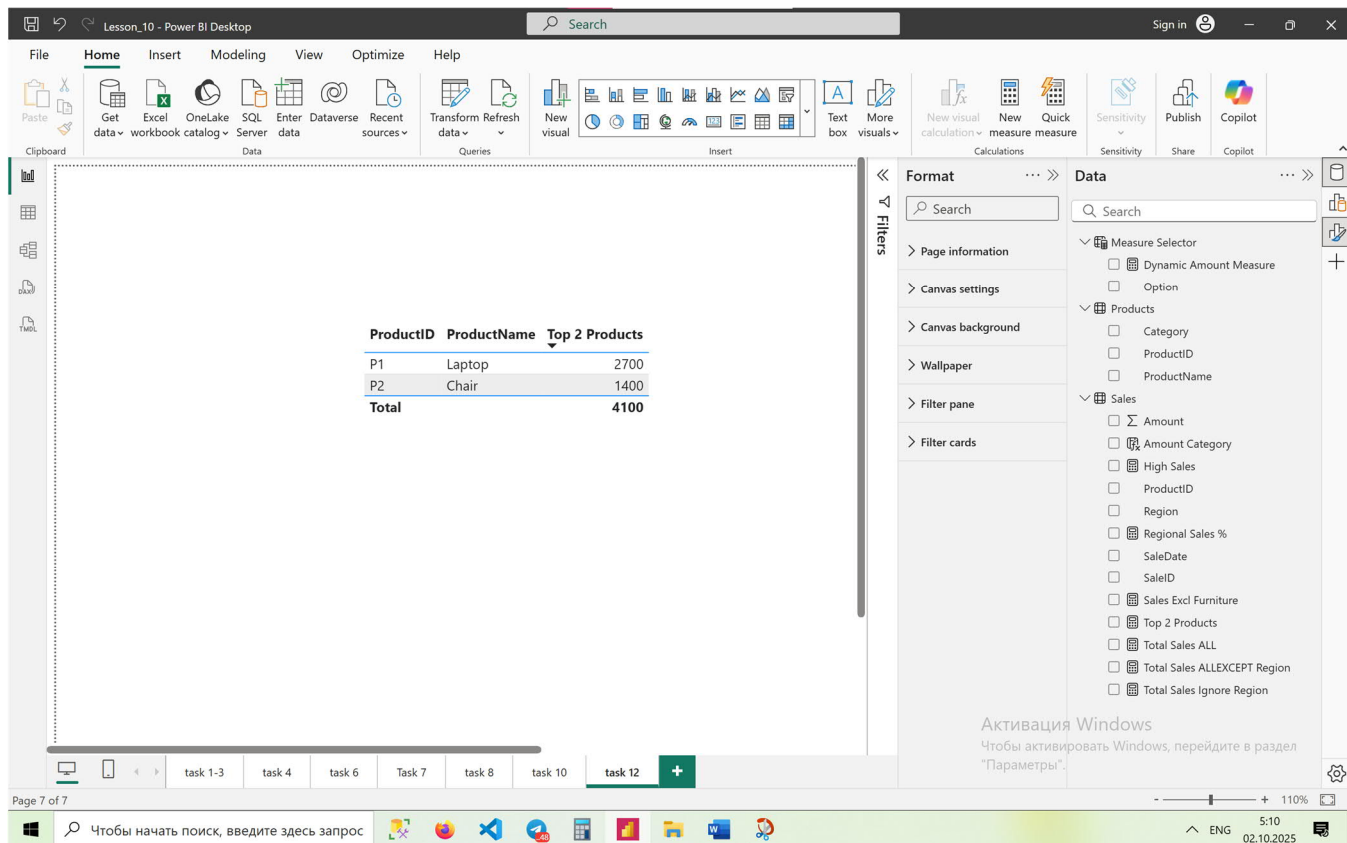 Lesson_10 - Power BI Desktop
Search
Sign in
File Home Insert Modeling View Optimize Help
Paste
Get data
Excel workbook
OneLake catalog
SQL Server
Enter data
Dataverse
Recent sources
Transform data
Refresh
New visual
Text box
More visuals
New visual calculation
New measure
Quick measure
Sensitivity
Publish
Copilot
Clipboard
Data
Queries
Insert
Calculations
Sensitivity
Share
Copilot
DAX
TMDL
ProductID ProductName Top 2 Products
P1 Laptop 2700
P2 Chair 1400
Total 4100
Filters
Format
Search
Page information
Canvas settings
Canvas background
Wallpaper
Filter pane
Filter cards
Data
Search
Measure Selector
Dynamic Amount Measure
Option
Products
Category
ProductID
ProductName
Sales
Amount
Amount Category
High Sales
ProductID
Region
Regional Sales %
SaleDate
SaleID
Sales Excl Furniture
Top 2 Products
Total Sales ALL
Total Sales ALLEXCEPT Region
Total Sales Ignore Region
Активация Windows
Чтобы активировать Windows, перейдите в раздел
"Параметры".
task 1-3 task 4 task 6 Task 7 task 8 task 10 task 12 +
Page 7 of 7
- + 110%
Чтобы начать поиск, введите здесь запрос
ENG
5:10
02.10.2025